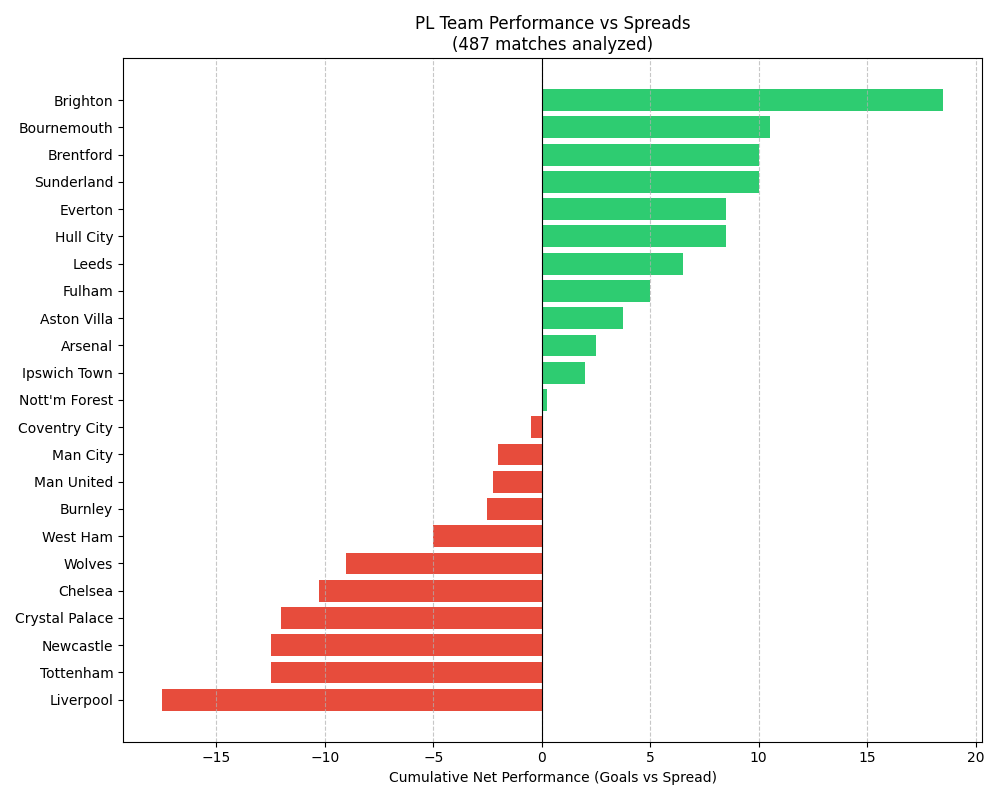 PL Team Performance vs Spreads
(487 matches analyzed)
Brighton
Bournemouth
Brentford
Sunderland
Everton
Hull City
Leeds
Fulham
Aston Villa
Arsenal
Ipswich Town
Nott'm Forest
Coventry City
Man City
Man United
Burnley
West Ham
Wolves
Chelsea
Crystal Palace
Newcastle
Tottenham
Liverpool
−15 −10 −5 0 5 10 15 20
Cumulative Net Performance (Goals vs Spread)